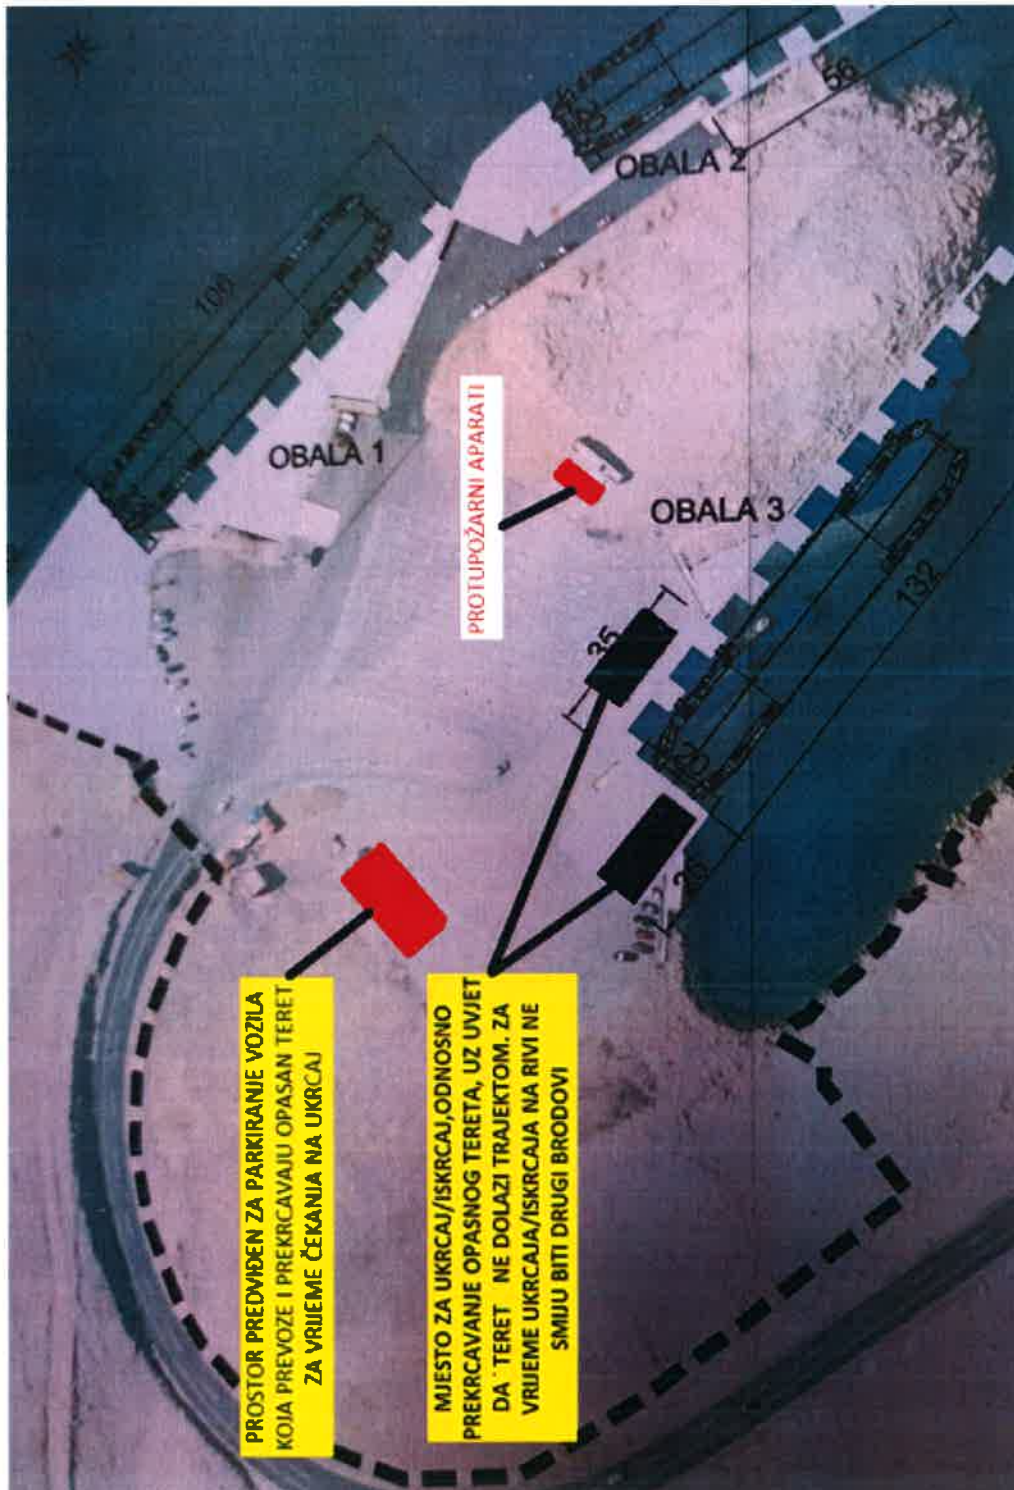 56
OBALA 2
106
OBALA 1
PROTUPOŽARNI APARATI
OBALA 3
132
35
20
PROSTOR PREDVIĐEN ZA PARKIRANJE VOZILA
KOJA PREVOZE I PREKRCAVAJU OPASAN TERET
ZA VRIJEME ČEKANJA NA UKRCAJ
MJESTO ZA UKRCAJ/ISKRCAJ,ODNOSNO
PREKRCAVANJE OPASNOG TERETA, UZ UVJET
DA TERET NE DOLAZI TRAJEKTOM. ZA
VRIJEME UKRCAJA/ISKRCAJA NA RIVI NE
SMIJU BITI DRUGI BRODOVI